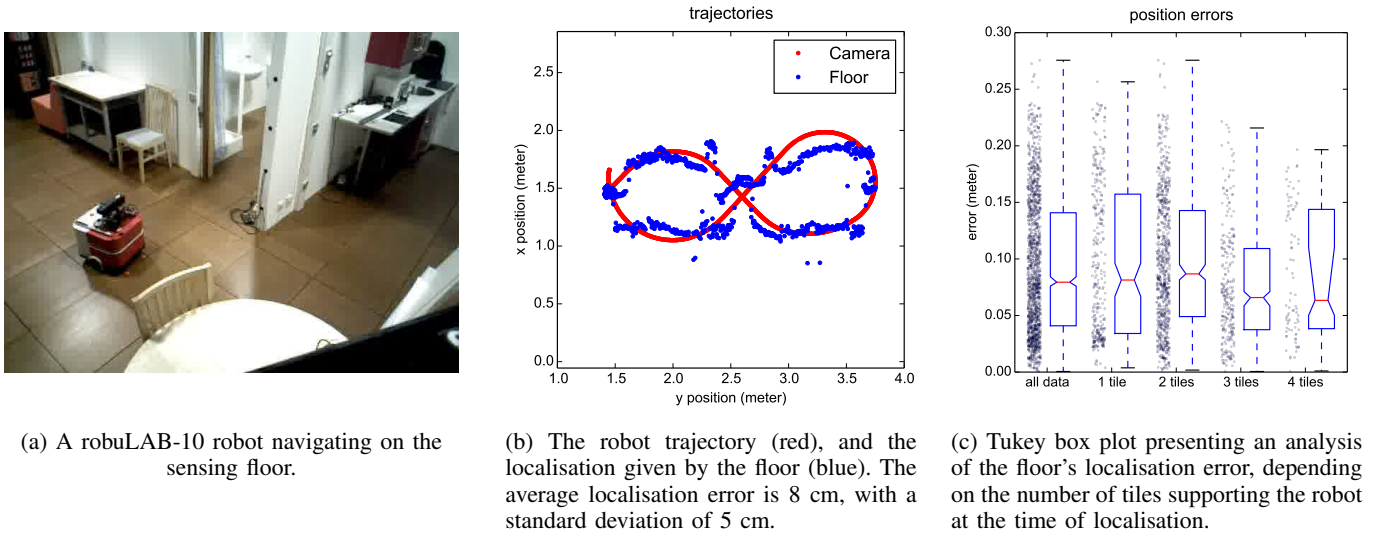 trajectories
Camera
Floor
x position (meter)
2.5
2.0
1.5
1.0
0.5
0.0
1.0 1.5 2.0 2.5 3.0 3.5 4.0
y position (meter)
position errors
error (meter)
0.30
0.25
0.20
0.15
0.10
0.05
0.00
all data 1 tile 2 tiles 3 tiles 4 tiles
(a) A robuLAB-10 robot navigating on the
sensing floor.
(b) The robot trajectory (red), and the
localisation given by the floor (blue). The
average localisation error is 8 cm, with a
standard deviation of 5 cm.
(c) Tukey box plot presenting an analysis
of the floor's localisation error, depending
on the number of tiles supporting the robot
at the time of localisation.